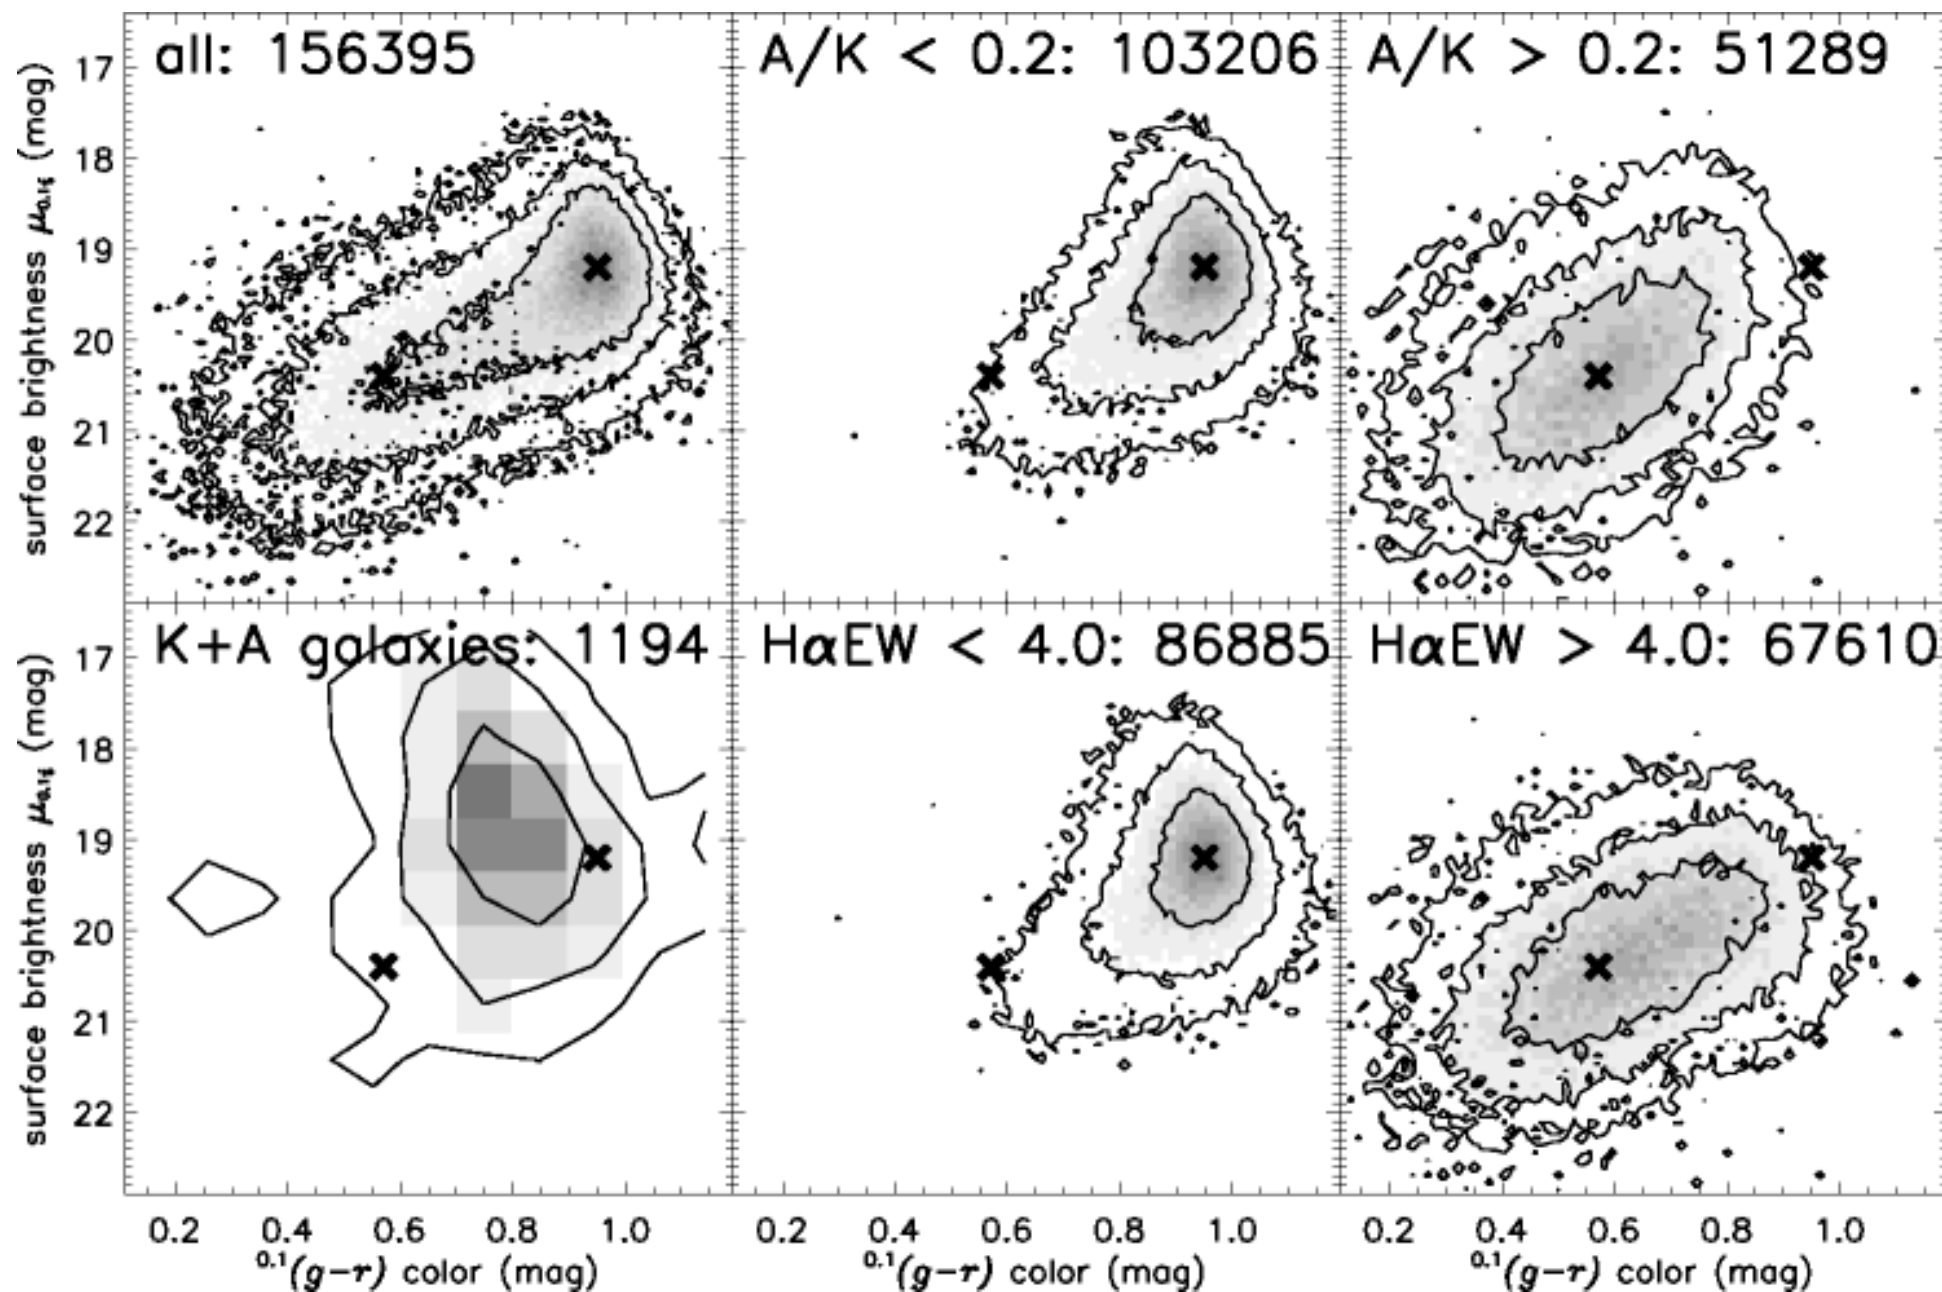 all: 156395
A/K < 0.2: 103206
A/K > 0.2: 51289
surface brightness μ0.1i (mag)
17
18
19
20
21
22
K+A galaxies: 1194
HαEW < 4.0: 86885
HαEW > 4.0: 67610
surface brightness μ0.1i (mag)
17
18
19
20
21
22
0.2 0.4 0.6 0.8 1.0
0.2 0.4 0.6 0.8 1.0
0.2 0.4 0.6 0.8 1.0
0.1(g−r) color (mag)
0.1(g−r) color (mag)
0.1(g−r) color (mag)